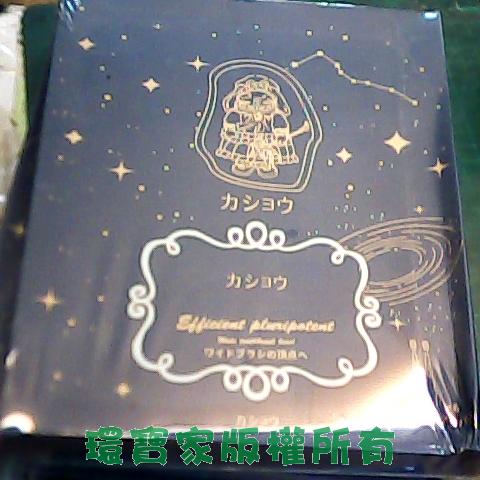 カショウ
カショウ
Efficient pluripotent
ワイドブラシの頂点へ
環寶家版權所有